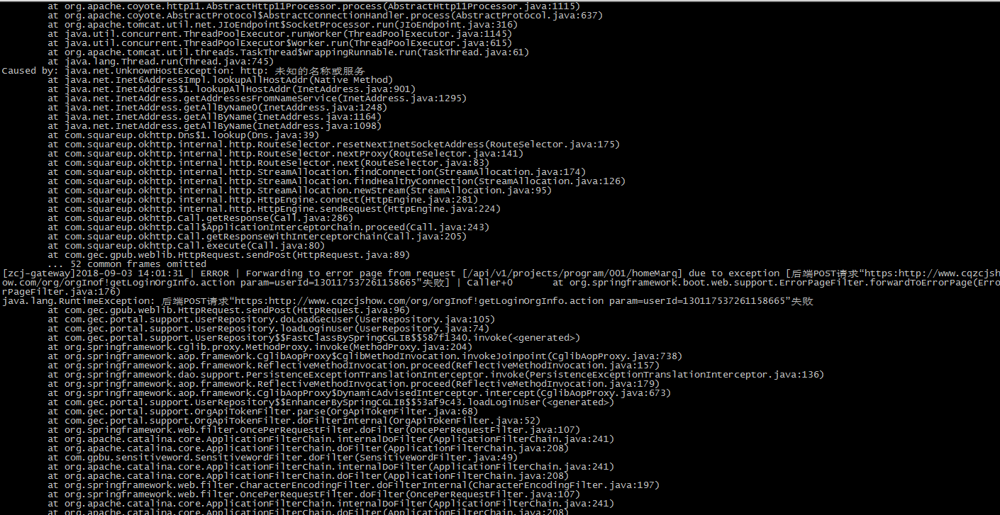 at org.apache.coyote.http11.AbstractHttp11Processor.process(AbstractHttp11Processor.java:1115)
at org.apache.coyote.AbstractProtocol$AbstractConnectionHandler.process(AbstractProtocol.java:637)
at org.apache.tomcat.util.net.JIoEndpoint$SocketProcessor.run(JIoEndpoint.java:316)
at java.util.concurrent.ThreadPoolExecutor.runWorker(ThreadPoolExecutor.java:1145)
at java.util.concurrent.ThreadPoolExecutor$Worker.run(ThreadPoolExecutor.java:615)
at org.apache.tomcat.util.threads.TaskThread$WrappingRunnable.run(TaskThread.java:61)
at java.lang.Thread.run(Thread.java:745)
Caused by: java.net.UnknownHostException: http: 未知的名称或服务
at java.net.Inet6AddressImpl.lookupAllHostAddr(Native Method)
at java.net.InetAddress$1.lookupAllHostAddr(InetAddress.java:901)
at java.net.InetAddress.getAddressesFromNameService(InetAddress.java:1295)
at java.net.InetAddress.getAllByName0(InetAddress.java:1248)
at java.net.InetAddress.getAllByName(InetAddress.java:1164)
at java.net.InetAddress.getAllByName(InetAddress.java:1098)
at com.squareup.okhttp.Dns$1.lookup(Dns.java:39)
at com.squareup.okhttp.internal.http.RouteSelector.resetNextInetSocketAddress(RouteSelector.java:175)
at com.squareup.okhttp.internal.http.RouteSelector.nextProxy(RouteSelector.java:141)
at com.squareup.okhttp.internal.http.RouteSelector.next(RouteSelector.java:83)
at com.squareup.okhttp.internal.http.StreamAllocation.findConnection(StreamAllocation.java:174)
at com.squareup.okhttp.internal.http.StreamAllocation.findHealthyConnection(StreamAllocation.java:126)
at com.squareup.okhttp.internal.http.StreamAllocation.newStream(StreamAllocation.java:95)
at com.squareup.okhttp.internal.http.HttpEngine.connect(HttpEngine.java:281)
at com.squareup.okhttp.internal.http.HttpEngine.sendRequest(HttpEngine.java:224)
at com.squareup.okhttp.Call.getResponse(Call.java:286)
at com.squareup.okhttp.Call$ApplicationInterceptorChain.proceed(Call.java:243)
at com.squareup.okhttp.Call.getResponseWithInterceptorChain(Call.java:205)
at com.squareup.okhttp.Call.execute(Call.java:80)
at com.gec.gpub.weblib.HttpRequest.sendPost(HttpRequest.java:89)
... 52 common frames omitted
[zcj-gateway]2018-09-03 14:01:31 | ERROR | Forwarding to error page from request [/api/v1/projects/program/001/homeMarq] due to exception [后端POST请求“https:http://www.cqzcjsh
ow.com/org/orgInof!getLoginOrgInfo.action param=userId=130117537261158665”失败] | Caller+0 at org.springframework.boot.web.support.ErrorPageFilter.forwardToErrorPage(Erro
rPageFilter.java:176)
java.lang.RuntimeException: 后端POST请求“https:http://www.cqzcjshow.com/org/orgInof!getLoginOrgInfo.action param=userId=130117537261158665”失败
at com.gec.gpub.weblib.HttpRequest.sendPost(HttpRequest.java:96)
at com.gec.portal.support.UserRepository.doLoadGecUser(UserRepository.java:105)
at com.gec.portal.support.UserRepository.loadLoginUser(UserRepository.java:74)
at com.gec.portal.support.UserRepository$$FastClassBySpringCGLIB$$587f1340.invoke(<generated>)
at org.springframework.cglib.proxy.MethodProxy.invoke(MethodProxy.java:204)
at org.springframework.aop.framework.CglibAopProxy$CglibMethodInvocation.invokeJoinpoint(CglibAopProxy.java:738)
at org.springframework.aop.framework.ReflectiveMethodInvocation.proceed(ReflectiveMethodInvocation.java:157)
at org.springframework.dao.support.PersistenceExceptionTranslationInterceptor.invoke(PersistenceExceptionTranslationInterceptor.java:136)
at org.springframework.aop.framework.ReflectiveMethodInvocation.proceed(ReflectiveMethodInvocation.java:179)
at org.springframework.aop.framework.CglibAopProxy$DynamicAdvisedInterceptor.intercept(CglibAopProxy.java:673)
at com.gec.portal.support.UserRepository$$EnhancerBySpringCGLIB$$53af9c43.loadLoginUser(<generated>)
at com.gec.portal.support.OrgApiTokenFilter.parse(OrgApiTokenFilter.java:68)
at com.gec.portal.support.OrgApiTokenFilter.doFilterInternal(OrgApiTokenFilter.java:52)
at org.springframework.web.filter.OncePerRequestFilter.doFilter(OncePerRequestFilter.java:107)
at org.apache.catalina.core.ApplicationFilterChain.internalDoFilter(ApplicationFilterChain.java:241)
at org.apache.catalina.core.ApplicationFilterChain.doFilter(ApplicationFilterChain.java:208)
at com.gpbu.sensitiveword.SensitiveWordFilter.doFilter(SensitiveWordFilter.java:49)
at org.apache.catalina.core.ApplicationFilterChain.internalDoFilter(ApplicationFilterChain.java:241)
at org.apache.catalina.core.ApplicationFilterChain.doFilter(ApplicationFilterChain.java:208)
at org.springframework.web.filter.CharacterEncodingFilter.doFilterInternal(CharacterEncodingFilter.java:197)
at org.springframework.web.filter.OncePerRequestFilter.doFilter(OncePerRequestFilter.java:107)
at org.apache.catalina.core.ApplicationFilterChain.internalDoFilter(ApplicationFilterChain.java:241)
at org.apache.catalina.core.ApplicationFilterChain.doFilter(ApplicationFilterChain.java:208)